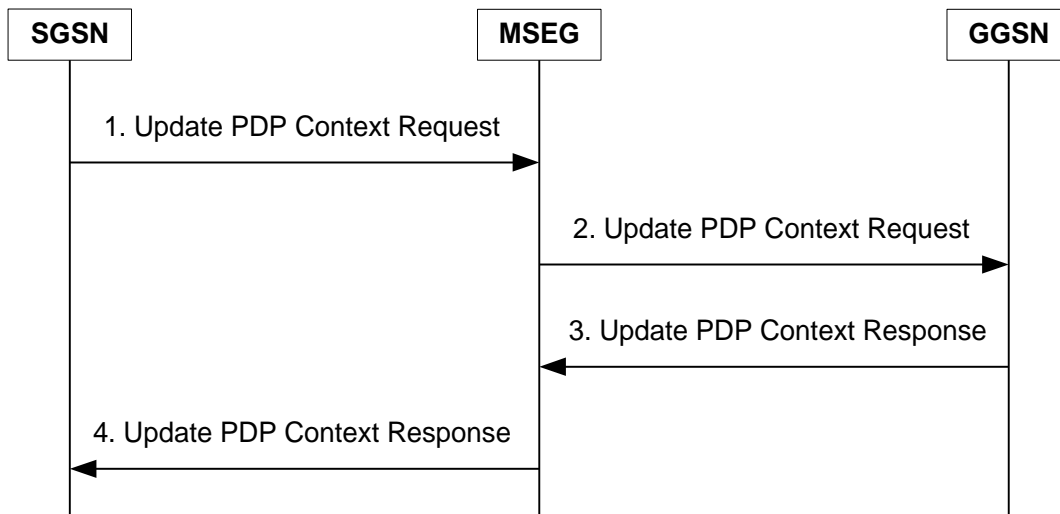 SGSN
MSEG
GGSN
1. Update PDP Context Request
2. Update PDP Context Request
3. Update PDP Context Response
4. Update PDP Context Response